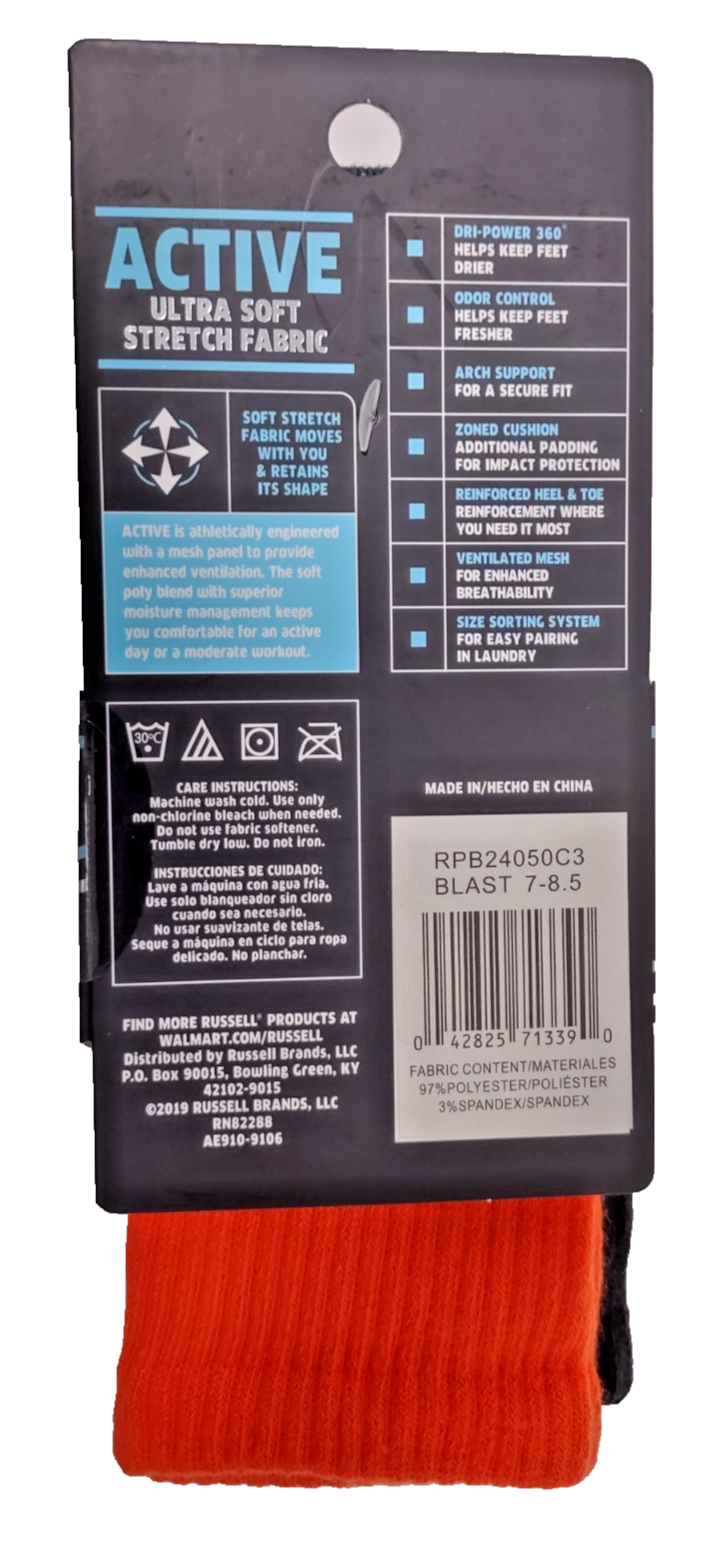 ACTIVE
ULTRA SOFT
STRETCH FABRIC
SOFT STRETCH
FABRIC MOVES
WITH YOU
& RETAINS
ITS SHAPE
ACTIVE is athletically engineered
with a mesh panel to provide
enhanced ventilation. The soft
poly blend with superior
moisture management keeps
you comfortable for an active
day or a moderate workout.
DRI-POWER 360°
HELPS KEEP FEET
DRIER
ODOR CONTROL
HELPS KEEP FEET
FRESHER
ARCH SUPPORT
FOR A SECURE FIT
ZONED CUSHION
ADDITIONAL PADDING
FOR IMPACT PROTECTION
REINFORCED HEEL & TOE
REINFORCEMENT WHERE
YOU NEED IT MOST
VENTILATED MESH
FOR ENHANCED
BREATHABILITY
SIZE SORTING SYSTEM
FOR EASY PAIRING
IN LAUNDRY
30°C
CARE INSTRUCTIONS:
Machine wash cold. Use only
non-chlorine bleach when needed.
Do not use fabric softener.
Tumble dry low. Do not iron.
INSTRUCCIONES DE CUIDADO:
Lave a máquina con agua fria.
Use solo blanqueador sin cloro
cuando sea necesario.
No usar suavizante de telas.
Seque a máquina en ciclo para ropa
delicado. No planchar.
FIND MORE RUSSELL® PRODUCTS AT
WALMART.COM/RUSSELL
Distributed by Russell Brands, LLC
P.O. Box 90015, Bowling Green, KY
42102-9015
©2019 RUSSELL BRANDS, LLC
RN82288
AE910-9106
MADE IN/HECHO EN CHINA
RPB24050C3
BLAST 7-8.5
0 42825 71339 0
FABRIC CONTENT/MATERIALES
97%POLYESTER/POLIÉSTER
3%SPANDEX/SPANDEX